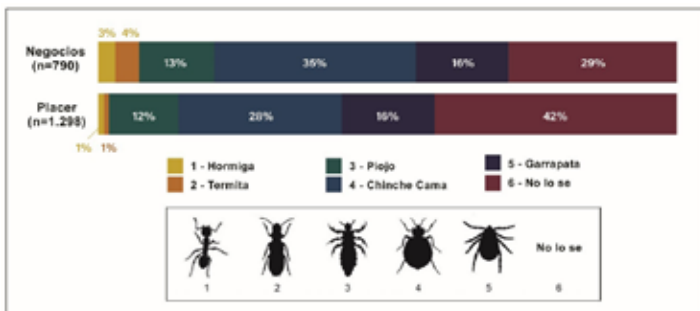 3% 4%
Negocios
(n=790)
13% 35% 16% 29%
Placer
(n=1.298)
12% 28% 16% 42%
1% 1%
1 - Hormiga 3 - Piojo 5 - Garrapata
2 - Termita 4 - Chinche Cama 6 - No lo se
No lo se
1 2 3 4 5 6